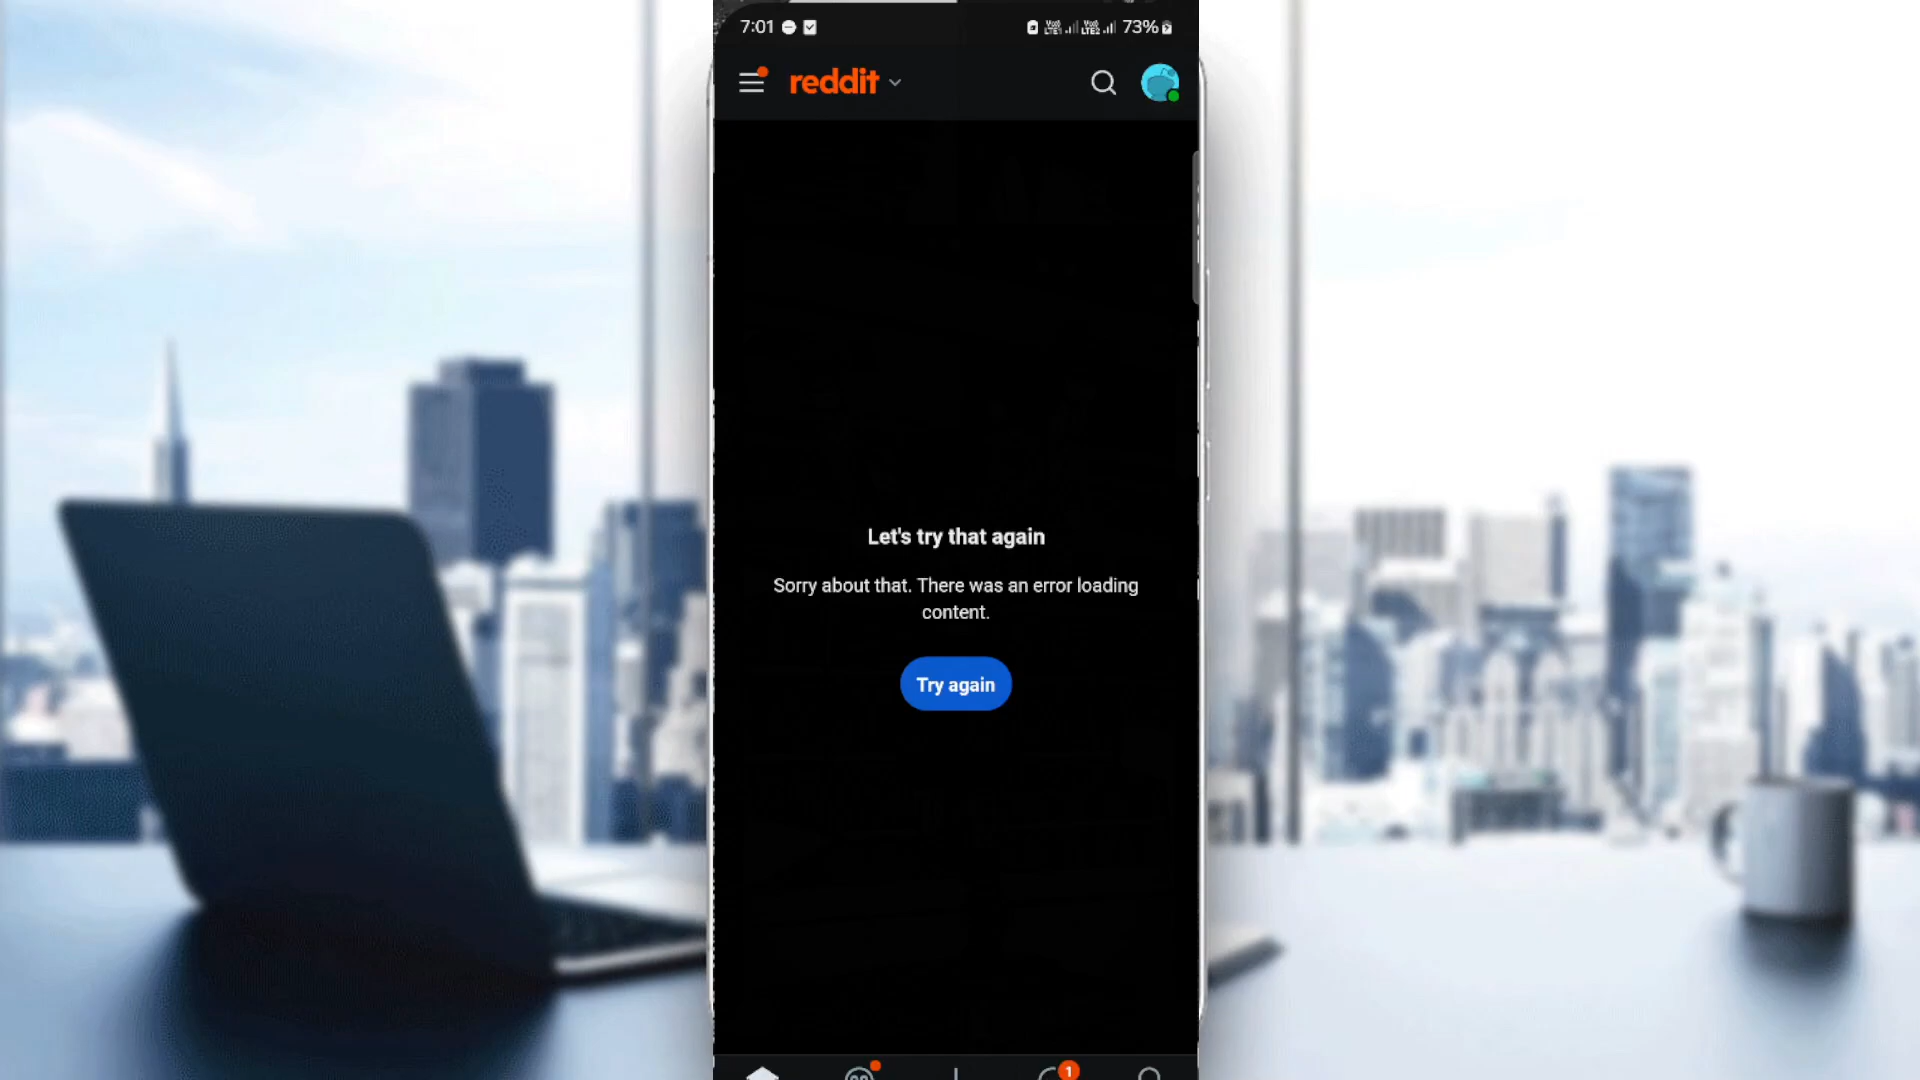 7:01 73%
reddit
Let's try that again
Sorry about that. There was an error loading
content.
Try again
1